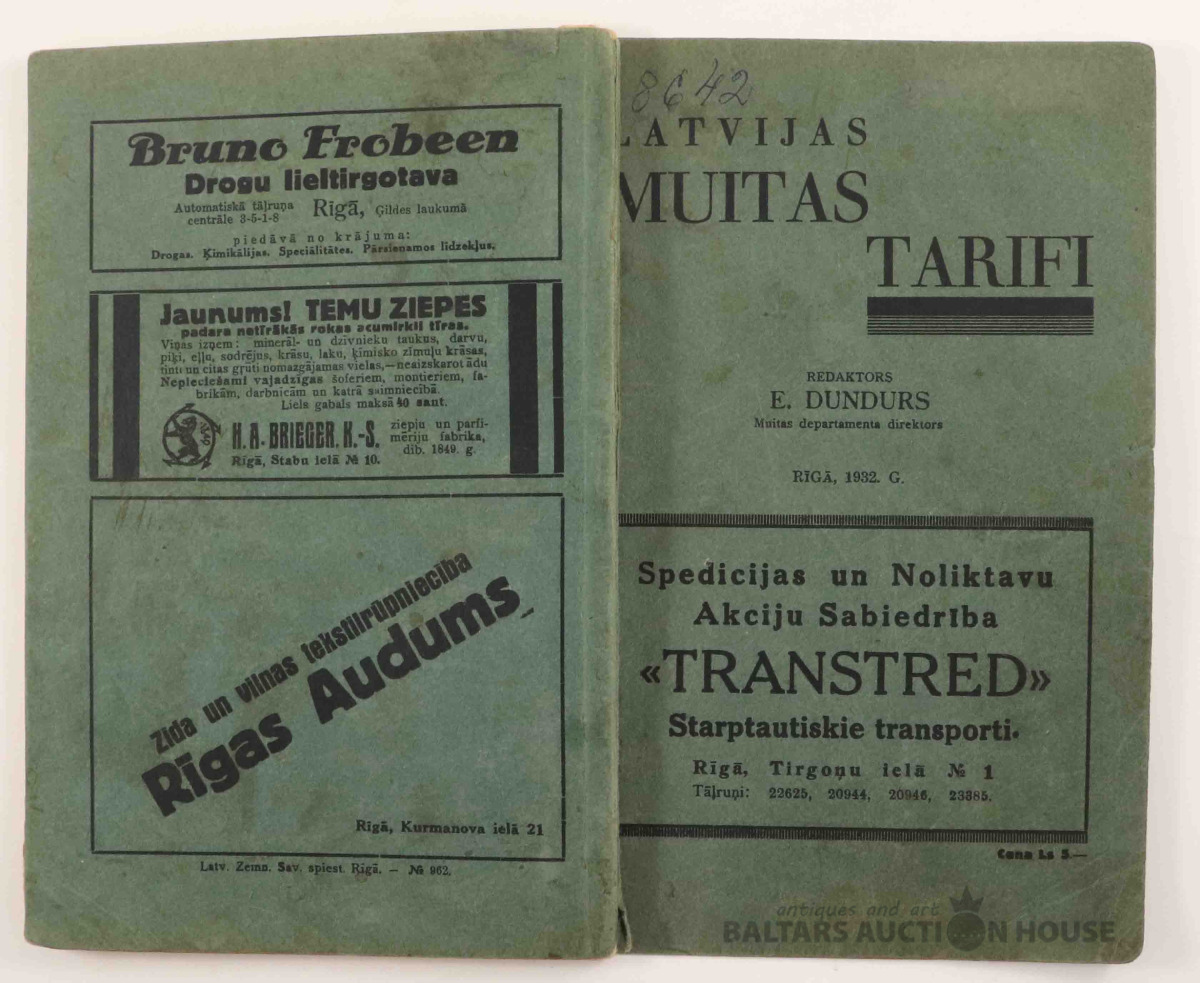 Bruno Frobeen
Drogu lieltirgotava
Automatiskā tāļruņa
centrāle 3-5-1-8
Rīgā, Ģildes laukumā
piedāvā no krājuma:
Drogas. Ķimikālijas. Speciālitātes. Pārsienamos līdzekļus.
Jaunums! TEMU ZIEPES
padara netīrākās rokas acumirklī tīras.
Viņas izņem: minerāl- un dzīvnieku taukus, darvu,
piķi, eļļu, sodrējus, krāsu, laku, ķīmisko zīmuļu krāsas,
tinti un citas grūti nomazgājamas vielas,—neaizskarot ādu
Nepieciešami vajadzīgas šoferiem, montieriem, fa-
brikām, darbnīcām un katrā saimniecībā.
Liels gabals maksā 40 sant.
H. A. BRIEGER, K.-S.
Rīgā, Stabu ielā № 10.
ziepju un parfi-
mēriju fabrika,
dib. 1849. g.
Zīda un vilnas tekstilrūpniecība
Rīgas Audums
Rīgā, Kurmanova ielā 21
Latv. Zemn. Sav. spiest. Rīgā. — № 962.
8642
LATVIJAS
MUITAS
TARIFI
REDAKTORS
E. DUNDURS
Muitas departamenta direktors
RĪGĀ, 1932. G.
Spedicijas un Noliktavu
Akciju Sabiedrība
«TRANSTRED»
Starptautiskie transporti.
Rīgā, Tirgoņu ielā № 1
Tāļruņi: 22625, 20944, 20946, 23385.
Cena Ls 5.—
antiques and art
BALTARS AUCTION HOUSE